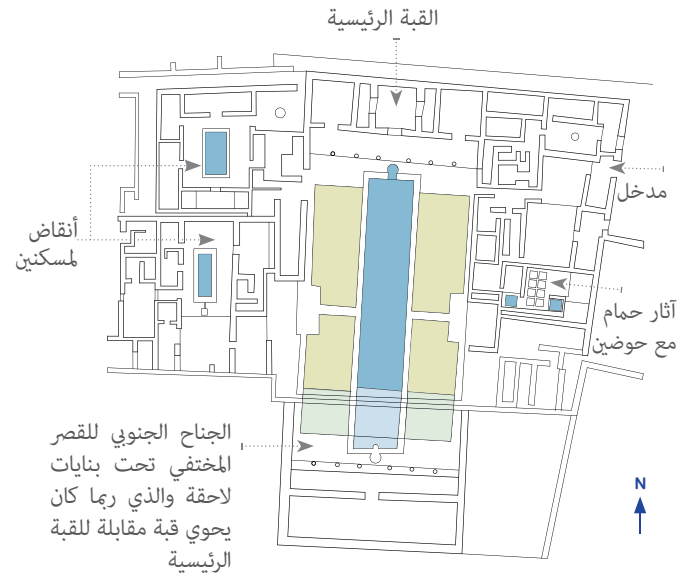 القبة الرئيسية
مدخل
أنقاض
لمسكنين
آثار حمام
مع حوضين
الجناح الجنوبي للقصر
المختفي تحت بنايات
لاحقة والذي ربما كان
يحوي قبة مقابلة للقبة
الرئيسية
N